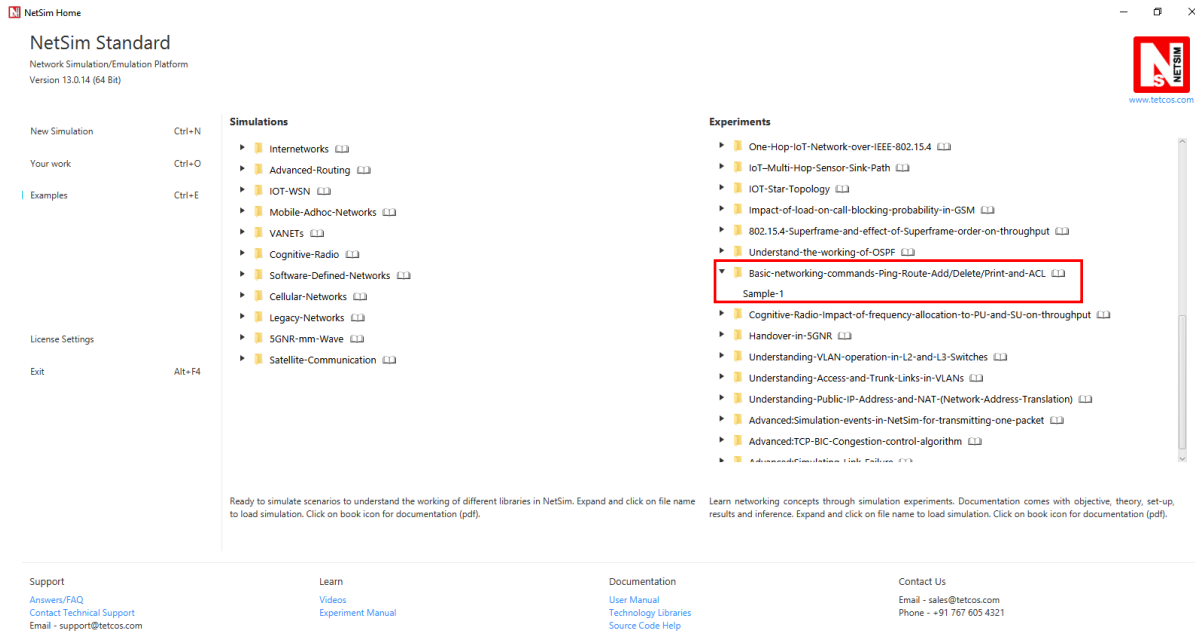 NetSim Home
NetSim Standard
Network Simulation/Emulation Platform
Version 13.0.14 (64 Bit)
NETSIM
www.tetcos.com
New Simulation Ctrl+N
Your work Ctrl+O
Examples Ctrl+E
License Settings
Exit Alt+F4
Simulations
Internetworks
Advanced-Routing
IOT-WSN
Mobile-Adhoc-Networks
VANETs
Cognitive-Radio
Software-Defined-Networks
Cellular-Networks
Legacy-Networks
5GNR-mm-Wave
Satellite-Communication
Ready to simulate scenarios to understand the working of different libraries in NetSim. Expand and click on file name
to load simulation. Click on book icon for documentation (pdf).
Experiments
One-Hop-IoT-Network-over-IEEE-802.15.4
IoT–Multi-Hop-Sensor-Sink-Path
IOT-Star-Topology
Impact-of-load-on-call-blocking-probability-in-GSM
802.15.4-Superframe-and-effect-of-Superframe-order-on-throughput
Understand-the-working-of-OSPF
Basic-networking-commands-Ping-Route-Add/Delete/Print-and-ACL
Sample-1
Cognitive-Radio-Impact-of-frequency-allocation-to-PU-and-SU-on-throughput
Handover-in-5GNR
Understanding-VLAN-operation-in-L2-and-L3-Switches
Understanding-Access-and-Trunk-Links-in-VLANs
Understanding-Public-IP-Address-and-NAT-(Network-Address-Translation)
Advanced:Simulation-events-in-NetSim-for-transmitting-one-packet
Advanced:TCP-BIC-Congestion-control-algorithm
Advanced:Simulating-Link-Failure
Learn networking concepts through simulation experiments. Documentation comes with objective, theory, set-up,
results and inference. Expand and click on file name to load simulation. Click on book icon for documentation (pdf).
Support
Answers/FAQ
Contact Technical Support
Email - support@tetcos.com
Learn
Videos
Experiment Manual
Documentation
User Manual
Technology Libraries
Source Code Help
Contact Us
Email - sales@tetcos.com
Phone - +91 767 605 4321